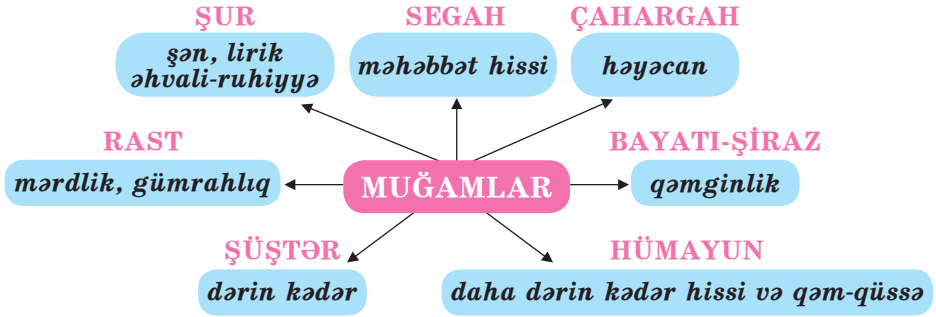 ŞUR
şən, lirik
əhvali-ruhiyyə
SEGAH
məhəbbət hissi
ÇAHARGAH
həyəcan
RAST
mərdlik, gümrahlıq
MUĞAMLAR
BAYATI-ŞİRAZ
qəmginlik
ŞÜŞTƏR
dərin kədər
HÜMAYUN
daha dərin kədər hissi və qəm-qüssə